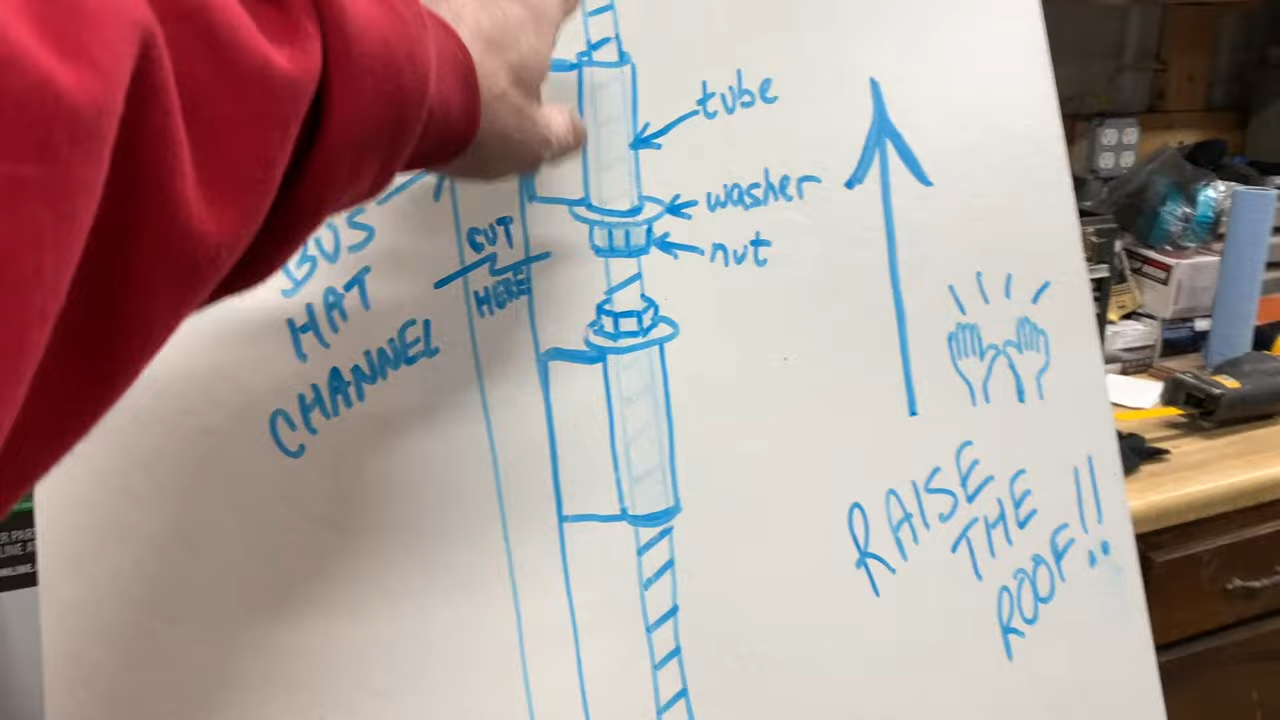 tube
washer
nut
BUS
HAT
CHANNEL
CUT
HERE
RAISE
THE
ROOF!!